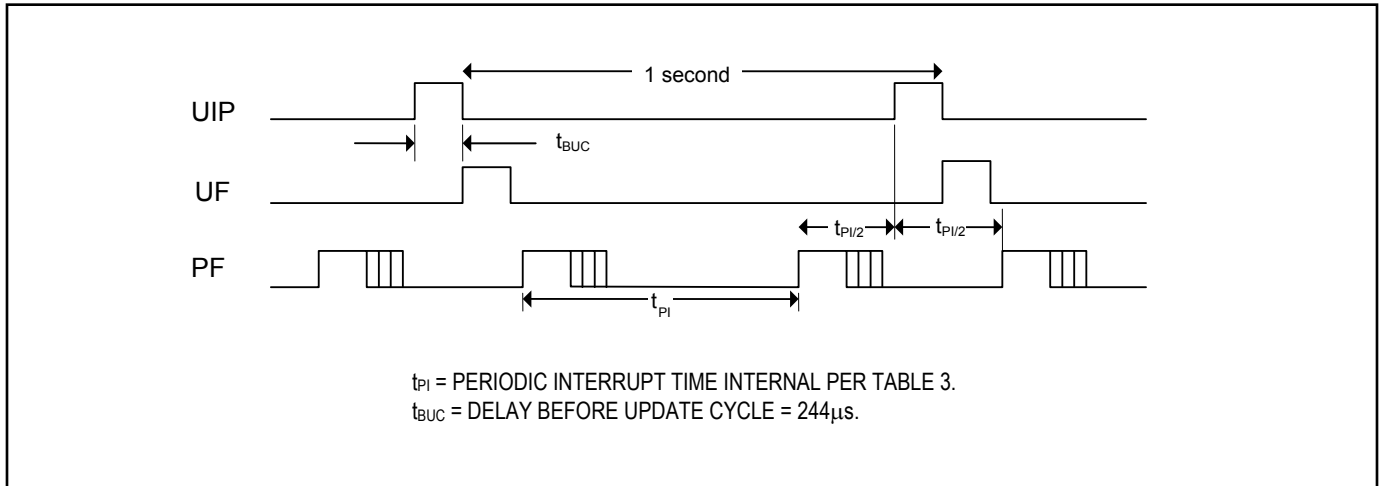 1 second
UIP
tBUC
UF
tPI/2 tPI/2
PF
tPI
tPI = PERIODIC INTERRUPT TIME INTERNAL PER TABLE 3.
tBUC = DELAY BEFORE UPDATE CYCLE = 244μs.